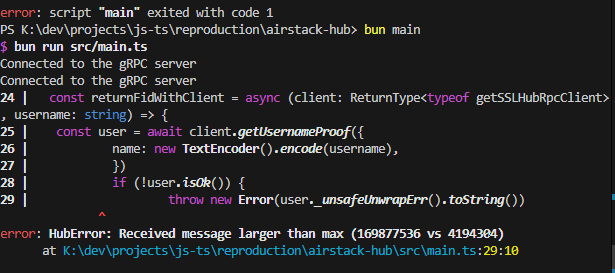 error: script "main" exited with code 1
PS K:\dev\projects\js-ts\reproduction\airstack-hub> bun main
$ bun run src/main.ts
Connected to the gRPC server
Connected to the gRPC server
24 |   const returnFidWithClient = async (client: ReturnType<typeof getSSLHubRpcClient>
, username: string) => {
25 |    const user = await client.getUsernameProof({
26 |            name: new TextEncoder().encode(username),
27 |            })
28 |            if (!user.isOk()) {
29 |                    throw new Error(user._unsafeUnwrapErr().toString())
^
error: HubError: Received message larger than max (169877536 vs 4194304)
at K:\dev\projects\js-ts\reproduction\airstack-hub\src\main.ts:29:10